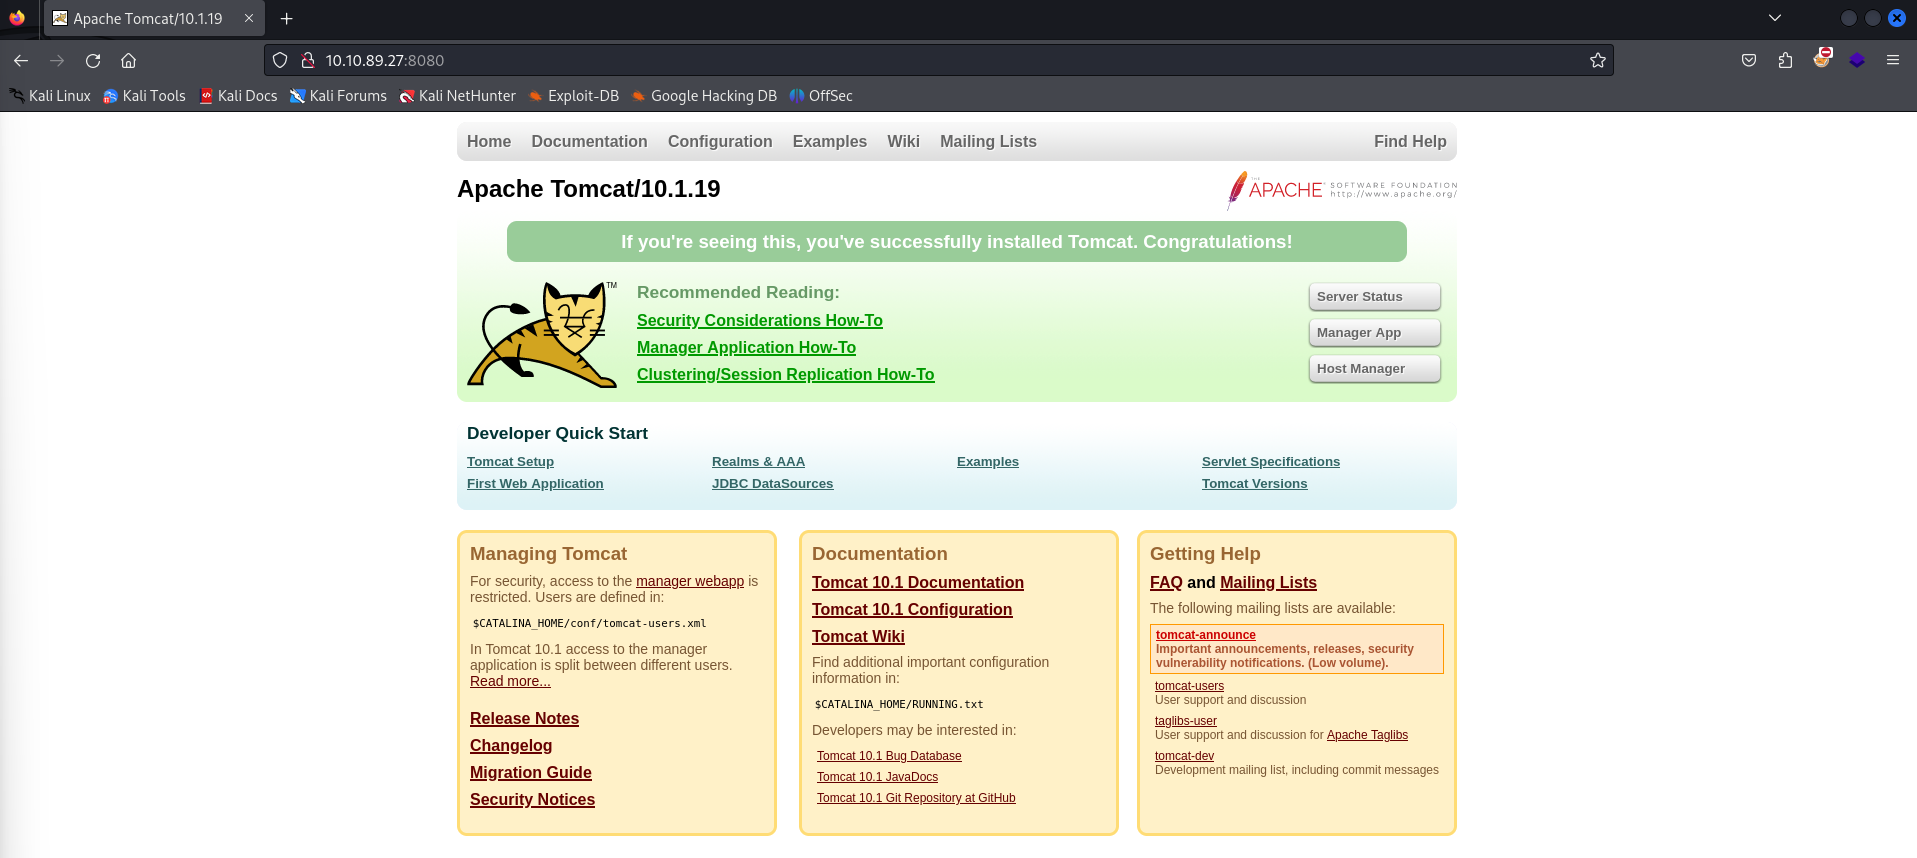 Apache Tomcat/10.1.19
10.10.89.27:8080
Kali Linux
Kali Tools
Kali Docs
Kali Forums
Kali NetHunter
Exploit-DB
Google Hacking DB
OffSec
Home
Documentation
Configuration
Examples
Wiki
Mailing Lists
Find Help
Apache Tomcat/10.1.19
THE
APACHE
SOFTWARE FOUNDATION
http://www.apache.org/
If you're seeing this, you've successfully installed Tomcat. Congratulations!
TM
Recommended Reading:
Security Considerations How-To
Manager Application How-To
Clustering/Session Replication How-To
Server Status
Manager App
Host Manager
Developer Quick Start
Tomcat Setup
First Web Application
Realms & AAA
JDBC DataSources
Examples
Servlet Specifications
Tomcat Versions
Managing Tomcat
For security, access to the manager webapp is
restricted. Users are defined in:
$CATALINA_HOME/conf/tomcat-users.xml
In Tomcat 10.1 access to the manager
application is split between different users.
Read more...
Release Notes
Changelog
Migration Guide
Security Notices
Documentation
Tomcat 10.1 Documentation
Tomcat 10.1 Configuration
Tomcat Wiki
Find additional important configuration
information in:
$CATALINA_HOME/RUNNING.txt
Developers may be interested in:
Tomcat 10.1 Bug Database
Tomcat 10.1 JavaDocs
Tomcat 10.1 Git Repository at GitHub
Getting Help
FAQ and Mailing Lists
The following mailing lists are available:
tomcat-announce
Important announcements, releases, security
vulnerability notifications. (Low volume).
tomcat-users
User support and discussion
taglibs-user
User support and discussion for Apache Taglibs
tomcat-dev
Development mailing list, including commit messages